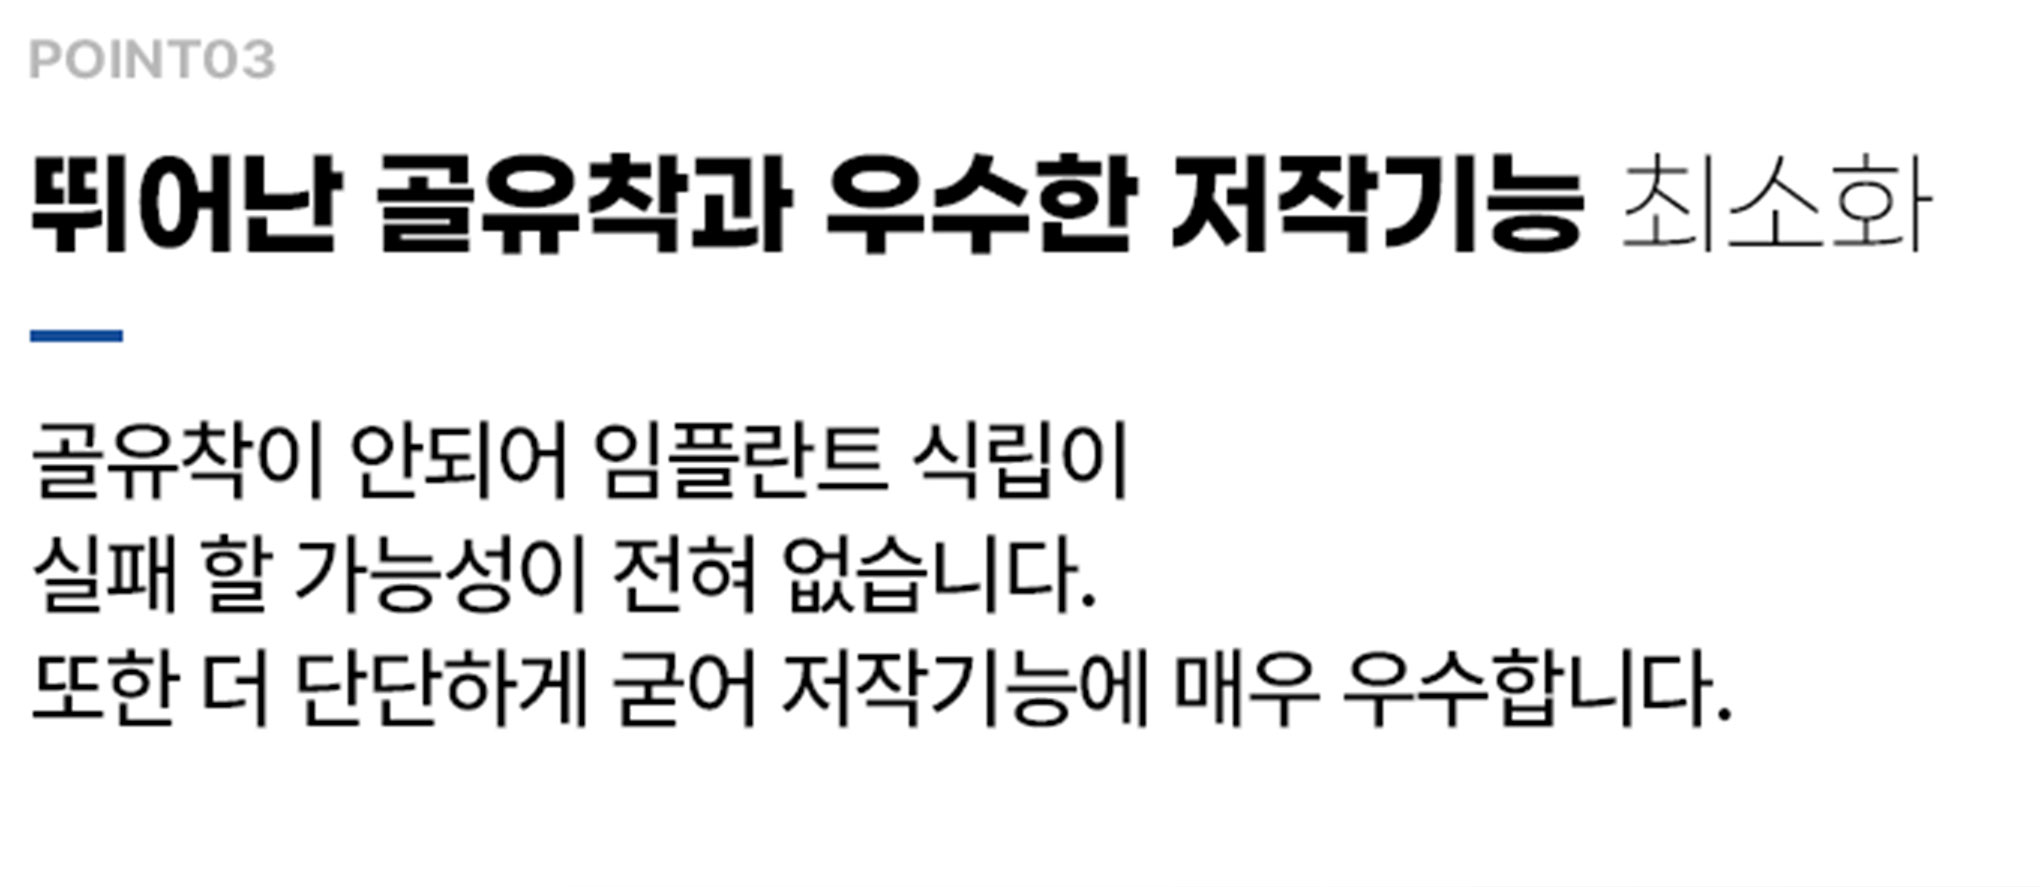 POINT03
뛰어난 골유착과 우수한 저작기능 최소화
골유착이 안되어 임플란트 식립이
실패 할 가능성이 전혀 없습니다.
또한 더 단단하게 굳어 저작기능에 매우 우수합니다.